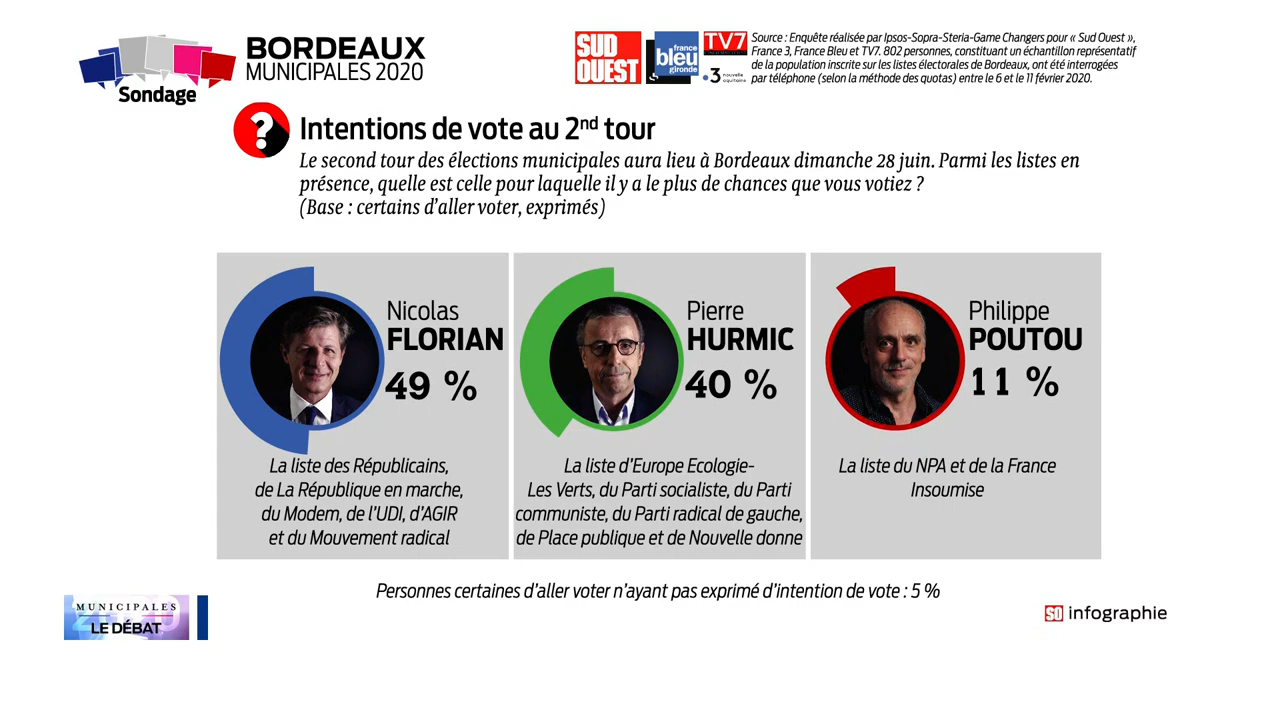 BORDEAUX
MUNICIPALES 2020
Sondage
SUD
OUEST
france
bleu
gironde
TV7
.3 nouvelle
aquitaine
Source : Enquête réalisée par Ipsos-Sopra-Steria-Game Changers pour « Sud Ouest »,
France 3, France Bleu et TV7. 802 personnes, constituant un échantillon représentatif
de la population inscrite sur les listes électorales de Bordeaux, ont été interrogées
par téléphone (selon la méthode des quotas) entre le 6 et le 11 février 2020.
?
Intentions de vote au 2nd tour
Le second tour des élections municipales aura lieu à Bordeaux dimanche 28 juin. Parmi les listes en
présence, quelle est celle pour laquelle il y a le plus de chances que vous votiez ?
(Base : certains d'aller voter, exprimés)
Nicolas
FLORIAN
49 %
La liste des Républicains,
de La République en marche,
du Modem, de l'UDI, d'AGIR
et du Mouvement radical
Pierre
HURMIC
40 %
La liste d'Europe Ecologie-
Les Verts, du Parti socialiste, du Parti
communiste, du Parti radical de gauche,
de Place publique et de Nouvelle donne
Philippe
POUTOU
11 %
La liste du NPA et de la France
Insoumise
Personnes certaines d'aller voter n'ayant pas exprimé d'intention de vote : 5 %
MUNICIPALES
LE DÉBAT
SO infographie